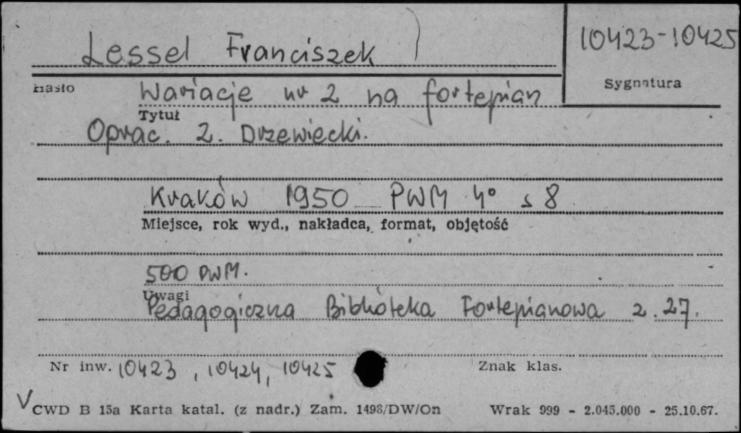 Lessel Franciszek
10423-10425
Sygnatura
Hasło
Wariacje nr 2 na fortepian
Tytuł
Oprac. Z. Drzewiecki.
Kraków 1950 PWM 4° s 8
Miejsce, rok wyd., nakładca, format, objętość
500 PWM.
Uwagi
Pedagogiczna Biblioteka Fortepianowa z. 27.
Nr inw. 10423, 10424, 10425
Znak klas.
V CWD B 15a Karta katal. (z nadr.) Zam. 1498/DW/On
Wrak 999 - 2.045.000 - 25.10.67.